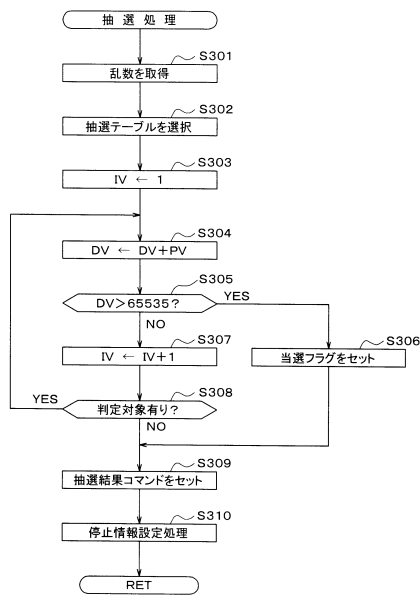 抽選処理
S301
乱数を取得
S302
抽選テーブルを選択
S303
IV ← 1
S304
DV ← DV+PV
S305
DV>65535?
YES
NO
S306
当選フラグをセット
S307
IV ← IV+1
S308
判定対象有り?
YES
NO
S309
抽選結果コマンドをセット
S310
停止情報設定処理
RET